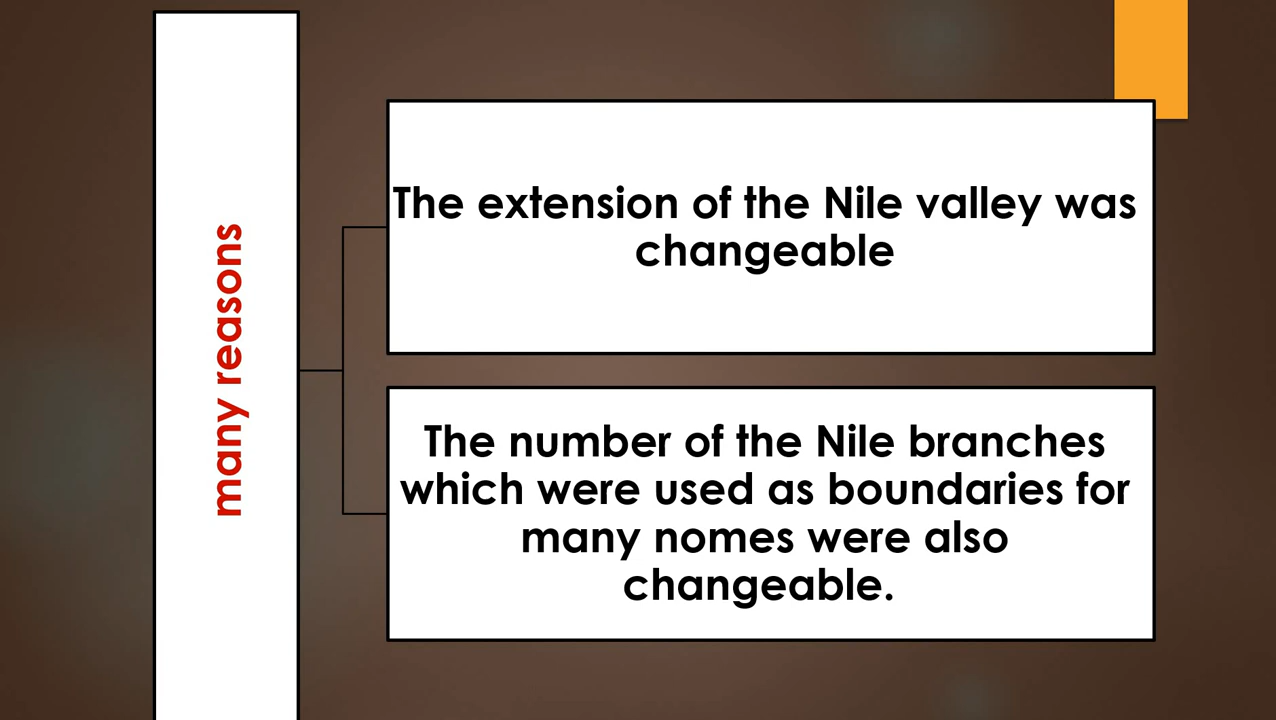 many reasons
The extension of the Nile valley was
changeable
The number of the Nile branches
which were used as boundaries for
many nomes were also
changeable.